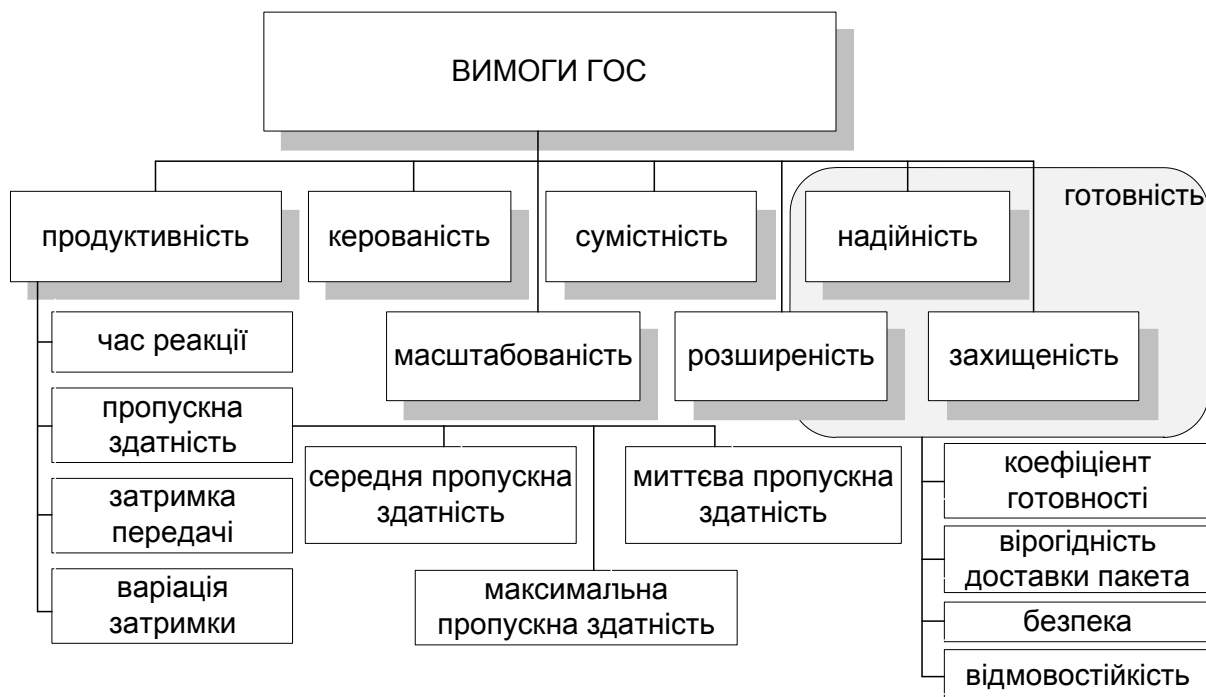 ВИМОГИ ГОС
готовність
продуктивність
керованість
сумістність
надійність
час реакції
масштабованість
розширеність
захищеність
пропускна
здатність
середня пропускна
здатність
миттєва пропускна
здатність
коефіцієнт
готовності
затримка
передачі
вірогідність
доставки пакета
варіація
затримки
максимальна
пропускна здатність
безпека
відмовостійкість